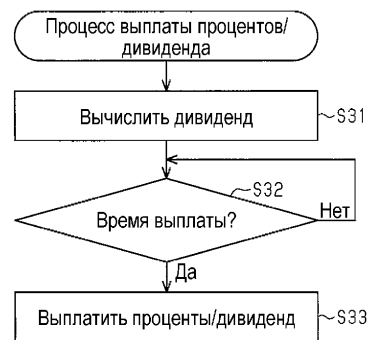 Процесс выплаты процентов/
дивиденда
Вычислить дивиденд
S31
S32
Время выплаты?
Нет
Да
Выплатить проценты/дивиденд
S33